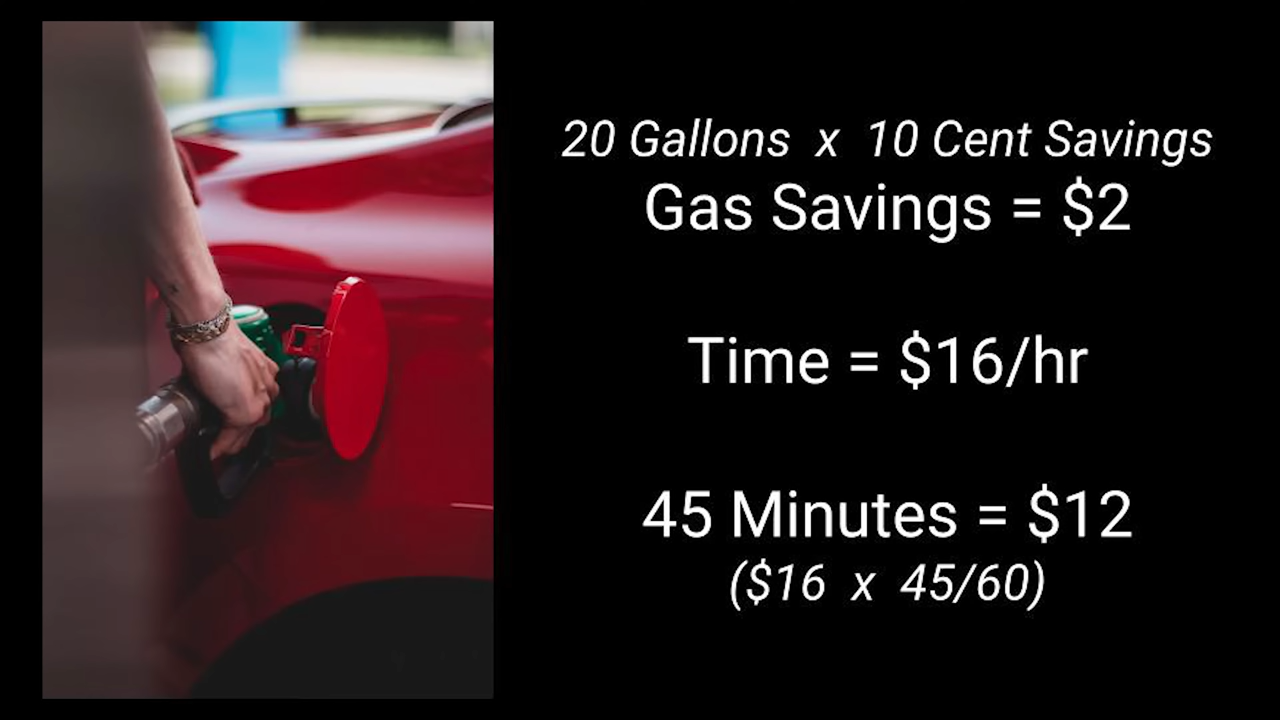 20 Gallons x 10 Cent Savings
Gas Savings = $2
Time = $16/hr
45 Minutes = $12
($16 x 45/60)